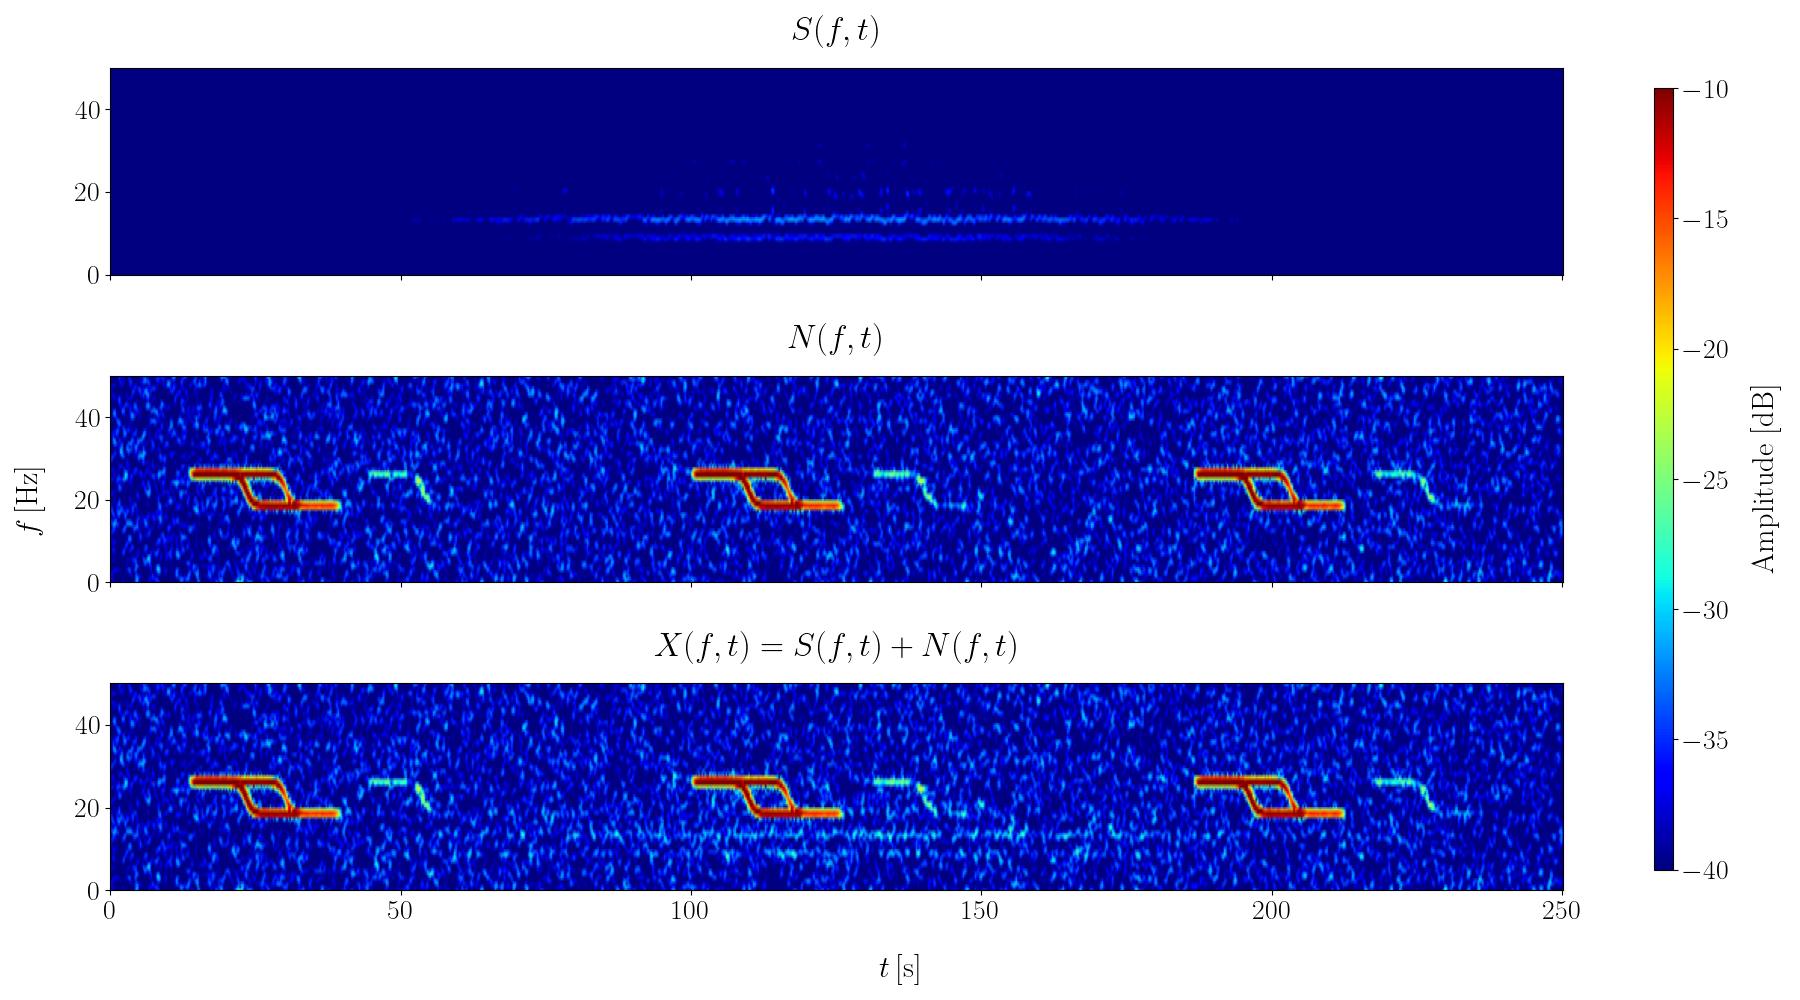 S(f, t)
40
20
0
N(f, t)
40
20
0
X(f, t) = S(f, t) + N(f, t)
40
20
0
0 50 100 150 200 250
t [s]
f [Hz]
−10
−15
−20
−25
−30
−35
−40
Amplitude [dB]